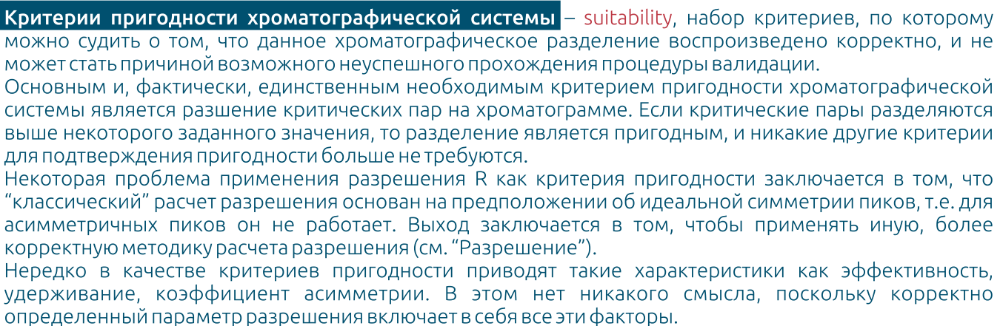 Критерии пригодности хроматографической системы – suitability, набор критериев, по которому
можно судить о том, что данное хроматографическое разделение воспроизведено корректно, и не
может стать причиной возможного неуспешного прохождения процедуры валидации.
Основным и, фактически, единственным необходимым критерием пригодности хроматографической
системы является разшение критических пар на хроматограмме. Если критические пары разделяются
выше некоторого заданного значения, то разделение является пригодным, и никакие другие критерии
для подтверждения пригодности больше не требуются.
Некоторая проблема применения разрешения R как критерия пригодности заключается в том, что
“классический” расчет разрешения основан на предположении об идеальной симметрии пиков, т.е. для
асимметричных пиков он не работает. Выход заключается в том, чтобы применять иную, более
корректную методику расчета разрешения (см. “Разрешение”).
Нередко в качестве критериев пригодности приводят такие характеристики как эффективность,
удерживание, коэффициент асимметрии. В этом нет никакого смысла, поскольку корректно
определенный параметр разрешения включает в себя все эти факторы.